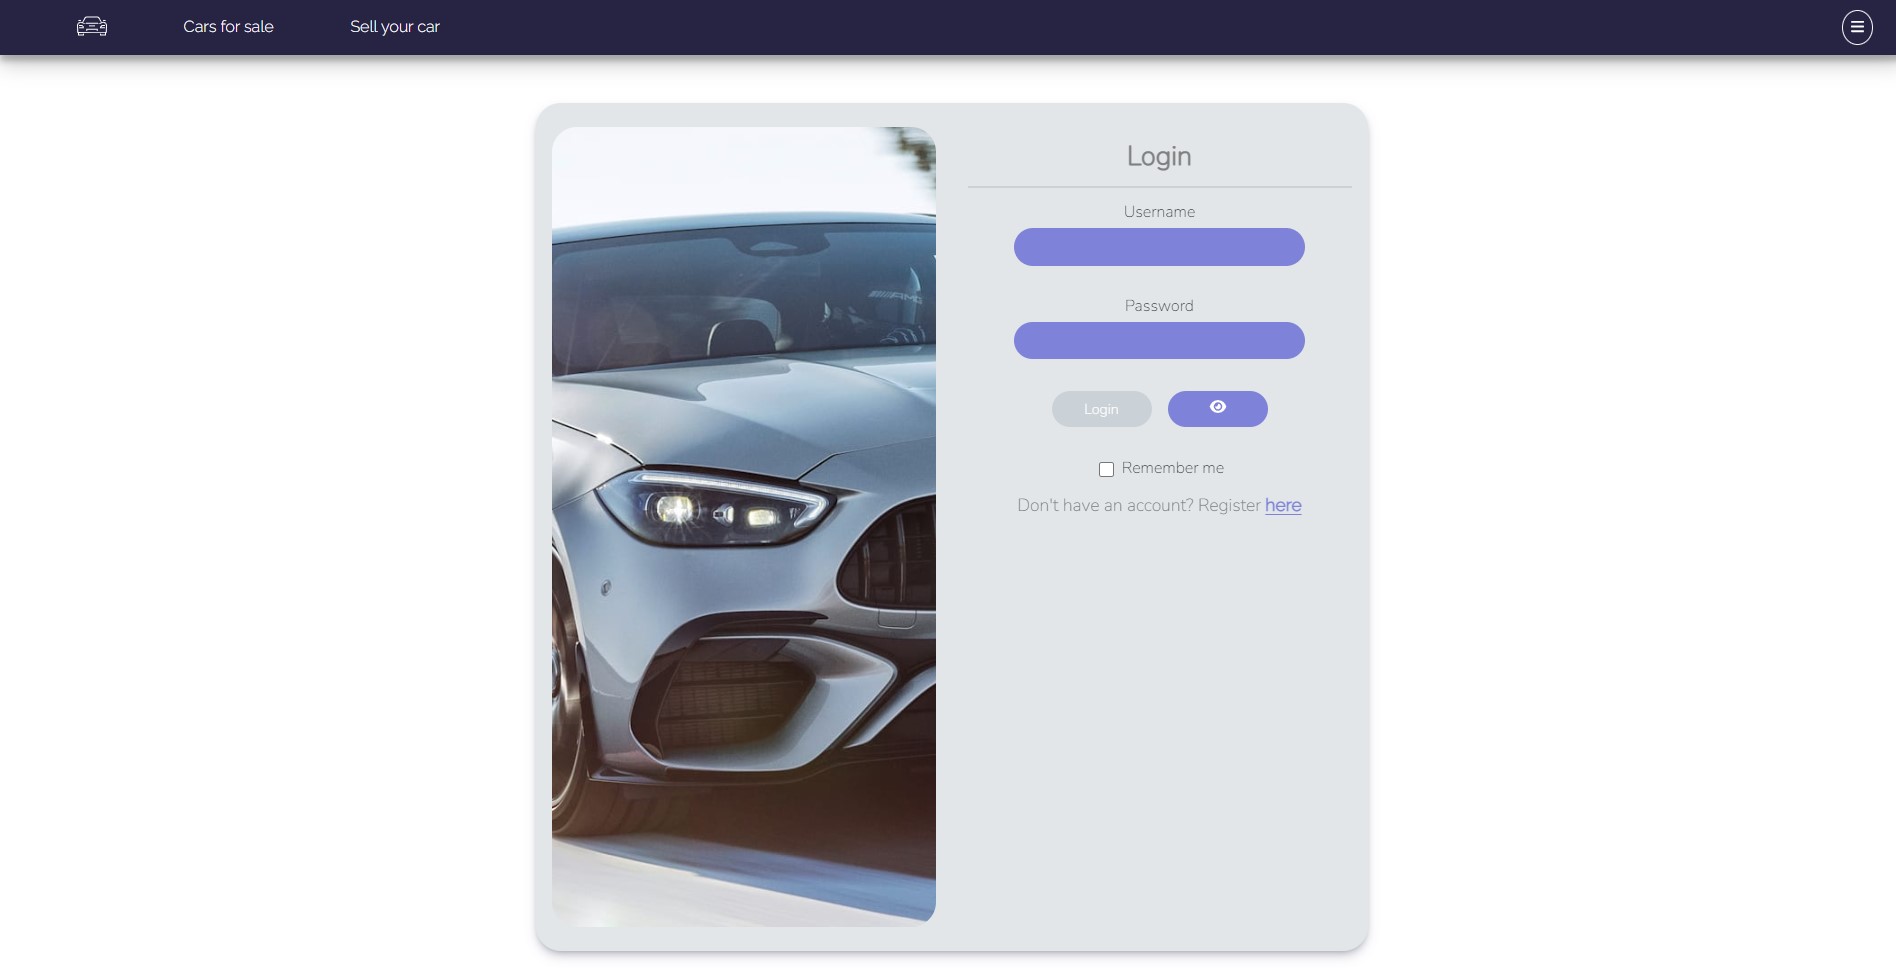 Cars for sale
Sell your car
Login
Username
Password
Login
Remember me
Don't have an account? Register here